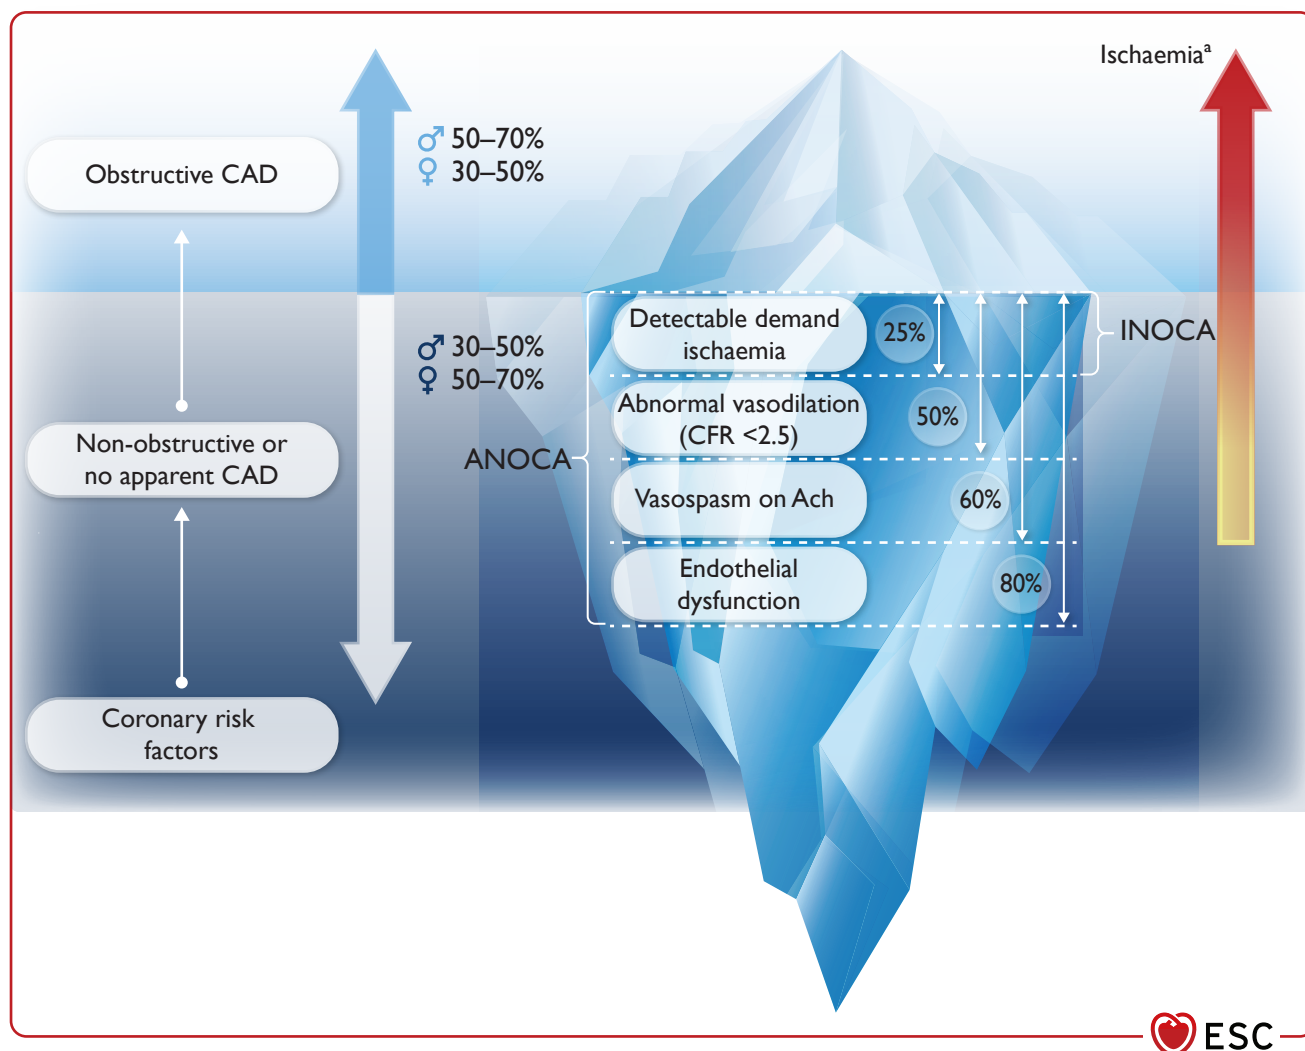 Ischaemiaᵃ
Obstructive CAD
♂ 50–70%
♀ 30–50%
♂ 30–50%
♀ 50–70%
Non-obstructive or
no apparent CAD
Coronary risk
factors
ANOCA
Detectable demand
ischaemia
25%
INOCA
Abnormal vasodilation
(CFR <2.5)
50%
Vasospasm on Ach
60%
Endothelial
dysfunction
80%
ESC